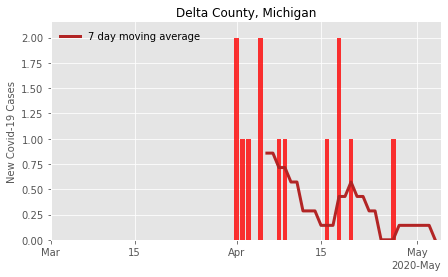 Delta County, Michigan
7 day moving average
New Covid-19 Cases
2.00
1.75
1.50
1.25
1.00
0.75
0.50
0.25
0.00
Mar
15
Apr
15
May
2020-May